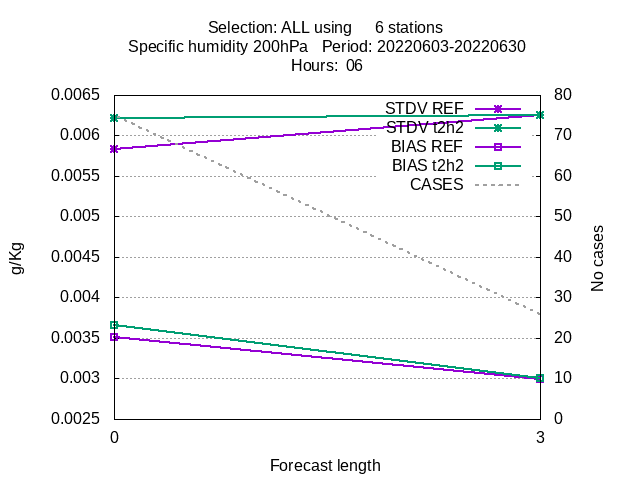 Selection: ALL using     6 stations
Specific humidity 200hPa   Period: 20220603-20220630
Hours:  06
0.0065
0.006
0.0055
0.005
0.0045
0.004
0.0035
0.003
0.0025
g/Kg
STDV REF
STDV t2h2
BIAS REF
BIAS t2h2
CASES
80
70
60
50
40
30
20
10
0
No cases
0
3
Forecast length